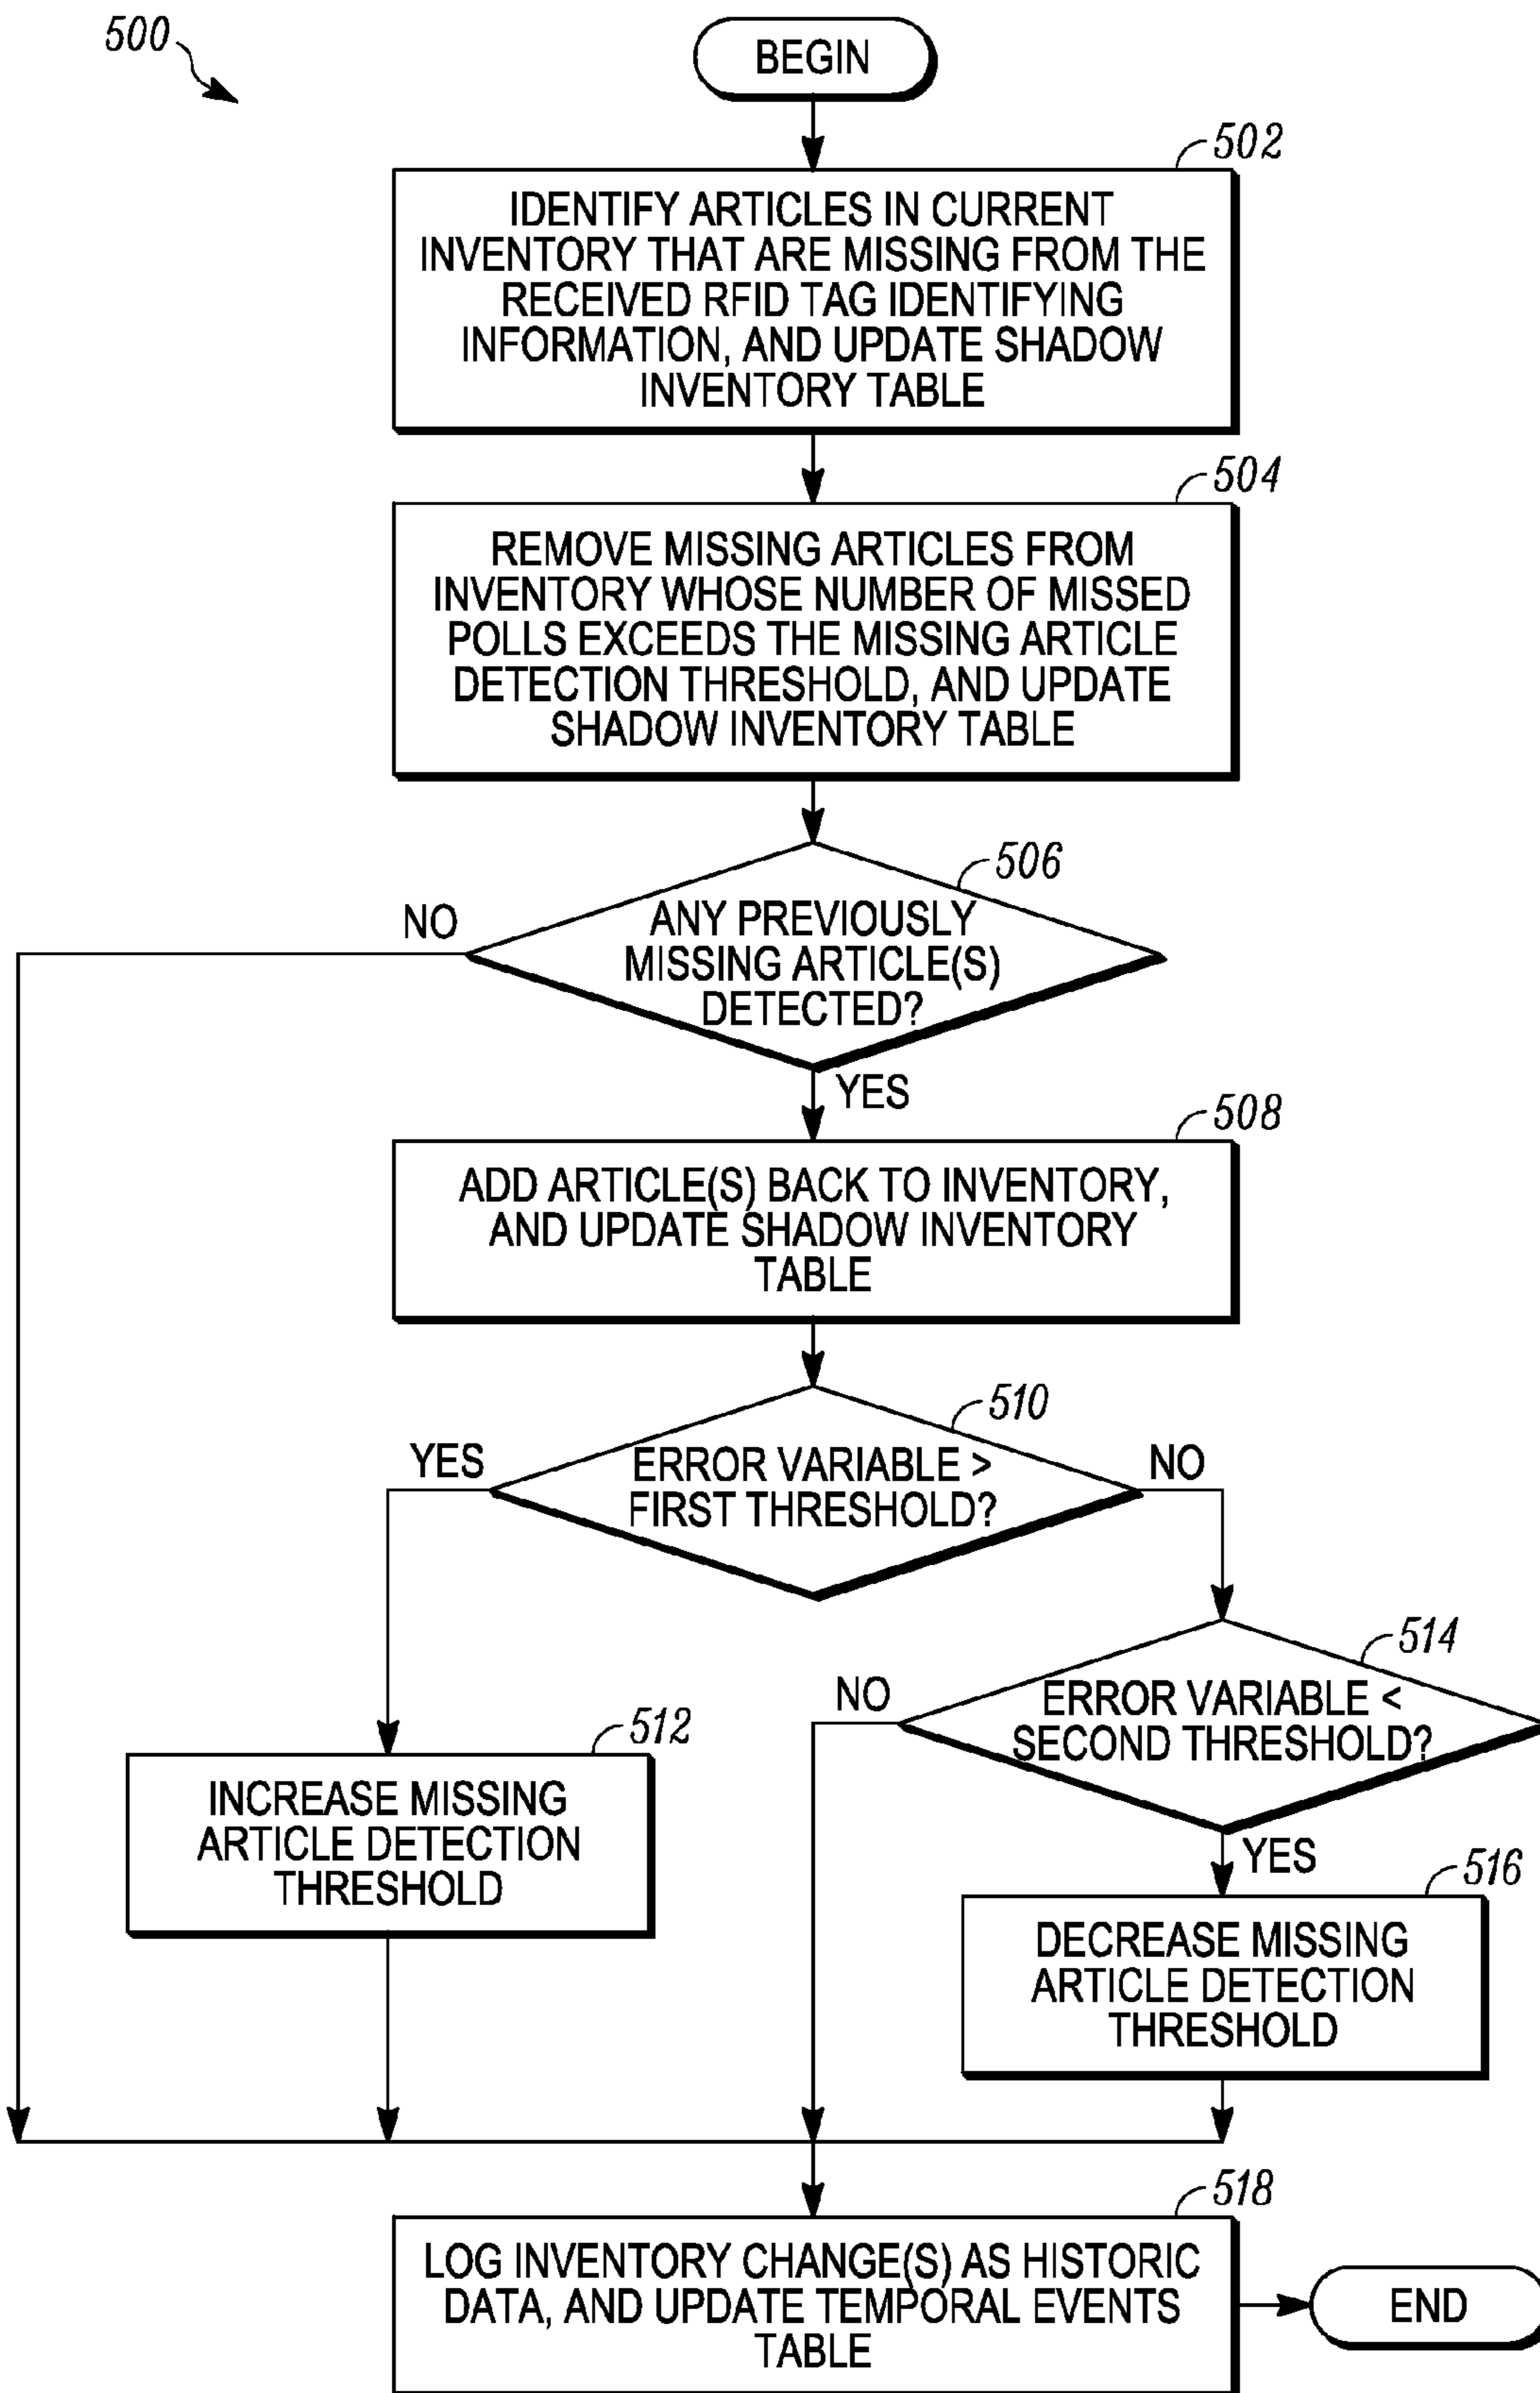 500
BEGIN
502
IDENTIFY ARTICLES IN CURRENT
INVENTORY THAT ARE MISSING FROM THE
RECEIVED RFID TAG IDENTIFYING
INFORMATION, AND UPDATE SHADOW
INVENTORY TABLE
504
REMOVE MISSING ARTICLES FROM
INVENTORY WHOSE NUMBER OF MISSED
POLLS EXCEEDS THE MISSING ARTICLE
DETECTION THRESHOLD, AND UPDATE
SHADOW INVENTORY TABLE
506
NO
ANY PREVIOUSLY
MISSING ARTICLE(S)
DETECTED?
YES
508
ADD ARTICLE(S) BACK TO INVENTORY,
AND UPDATE SHADOW INVENTORY
TABLE
510
YES
ERROR VARIABLE >
FIRST THRESHOLD?
NO
514
NO
ERROR VARIABLE <
SECOND THRESHOLD?
512
INCREASE MISSING
ARTICLE DETECTION
THRESHOLD
YES
516
DECREASE MISSING
ARTICLE DETECTION
THRESHOLD
518
LOG INVENTORY CHANGE(S) AS HISTORIC
DATA, AND UPDATE TEMPORAL EVENTS
TABLE
END